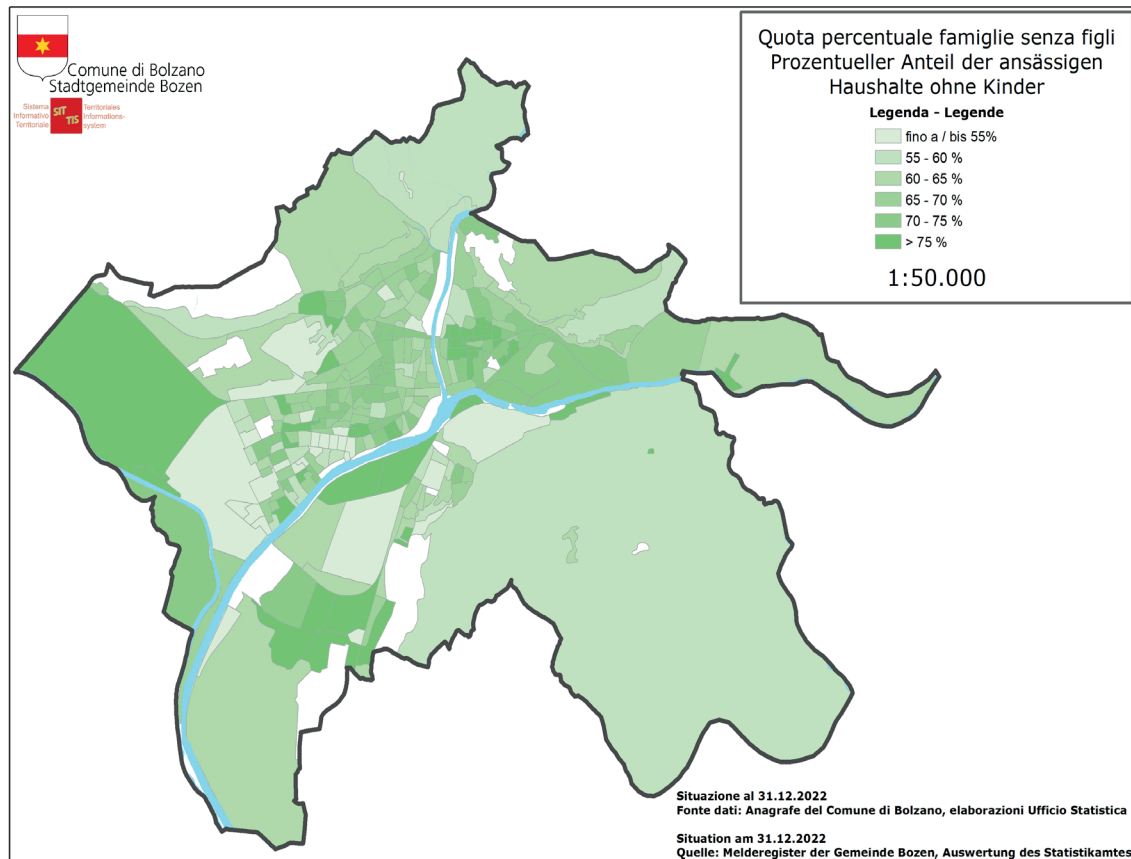 Comune di Bolzano
Stadtgemeinde Bozen
Sistema
Informativo
Territoriale
SIT
TIS
Territoriales
Informations-
system
Quota percentuale famiglie senza figli
Prozentueller Anteil der ansässigen
Haushalte ohne Kinder
Legenda - Legende
fino a / bis 55%
55 - 60 %
60 - 65 %
65 - 70 %
70 - 75 %
> 75 %
1:50.000
Situazione al 31.12.2022
Fonte dati: Anagrafe del Comune di Bolzano, elaborazioni Ufficio Statistica
Situation am 31.12.2022
Quelle: Melderegister der Gemeinde Bozen, Auswertung des Statistikamtes